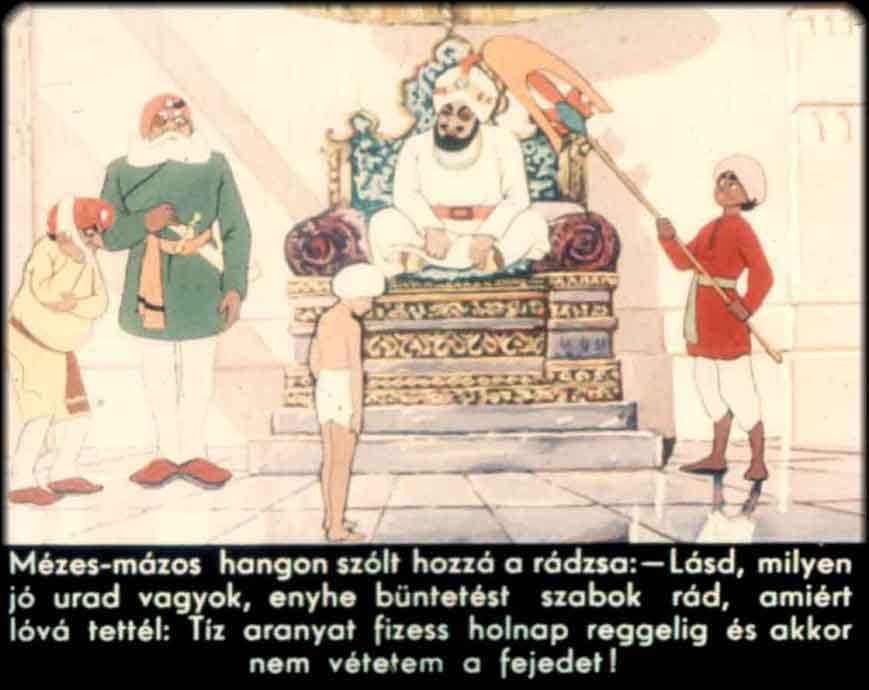 Mézes-mázos hangon szólt hozzá a rádzsa:—Lásd, milyen
jó urad vagyok, enyhe büntetést szabok rád, amiért
lóvá tettél: Tíz aranyat fizess holnap reggelig és akkor
nem vétetem a fejedet!